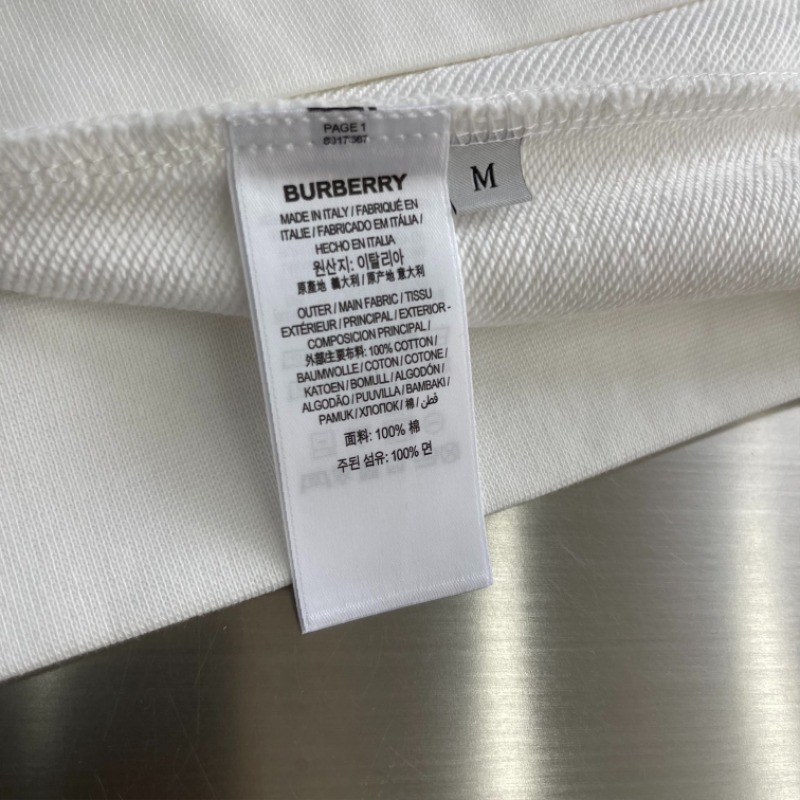 PAGE 1
BURBERRY
M
MADE IN ITALY / FABRIQUÉ EN
ITALIE / FABRICADO EM ITÁLIA /
HECHO EN ITALIA
원산지: 이탈리아
原產地 義大利 / 原产地 意大利
OUTER / MAIN FABRIC / TISSU
EXTÉRIEUR / PRINCIPAL / EXTERIOR -
COMPOSICION PRINCIPAL /
外部主要布料: 100% COTTON /
BAUMWOLLE / COTON / COTONE /
KATOEN / BOMULL / ALGODÓN /
ALGODÃO / PUUVILLA / BAMBAKI /
PAMUK / ХЛОПОК / 棉 / قطن
面料: 100% 棉
주된 섬유: 100% 면